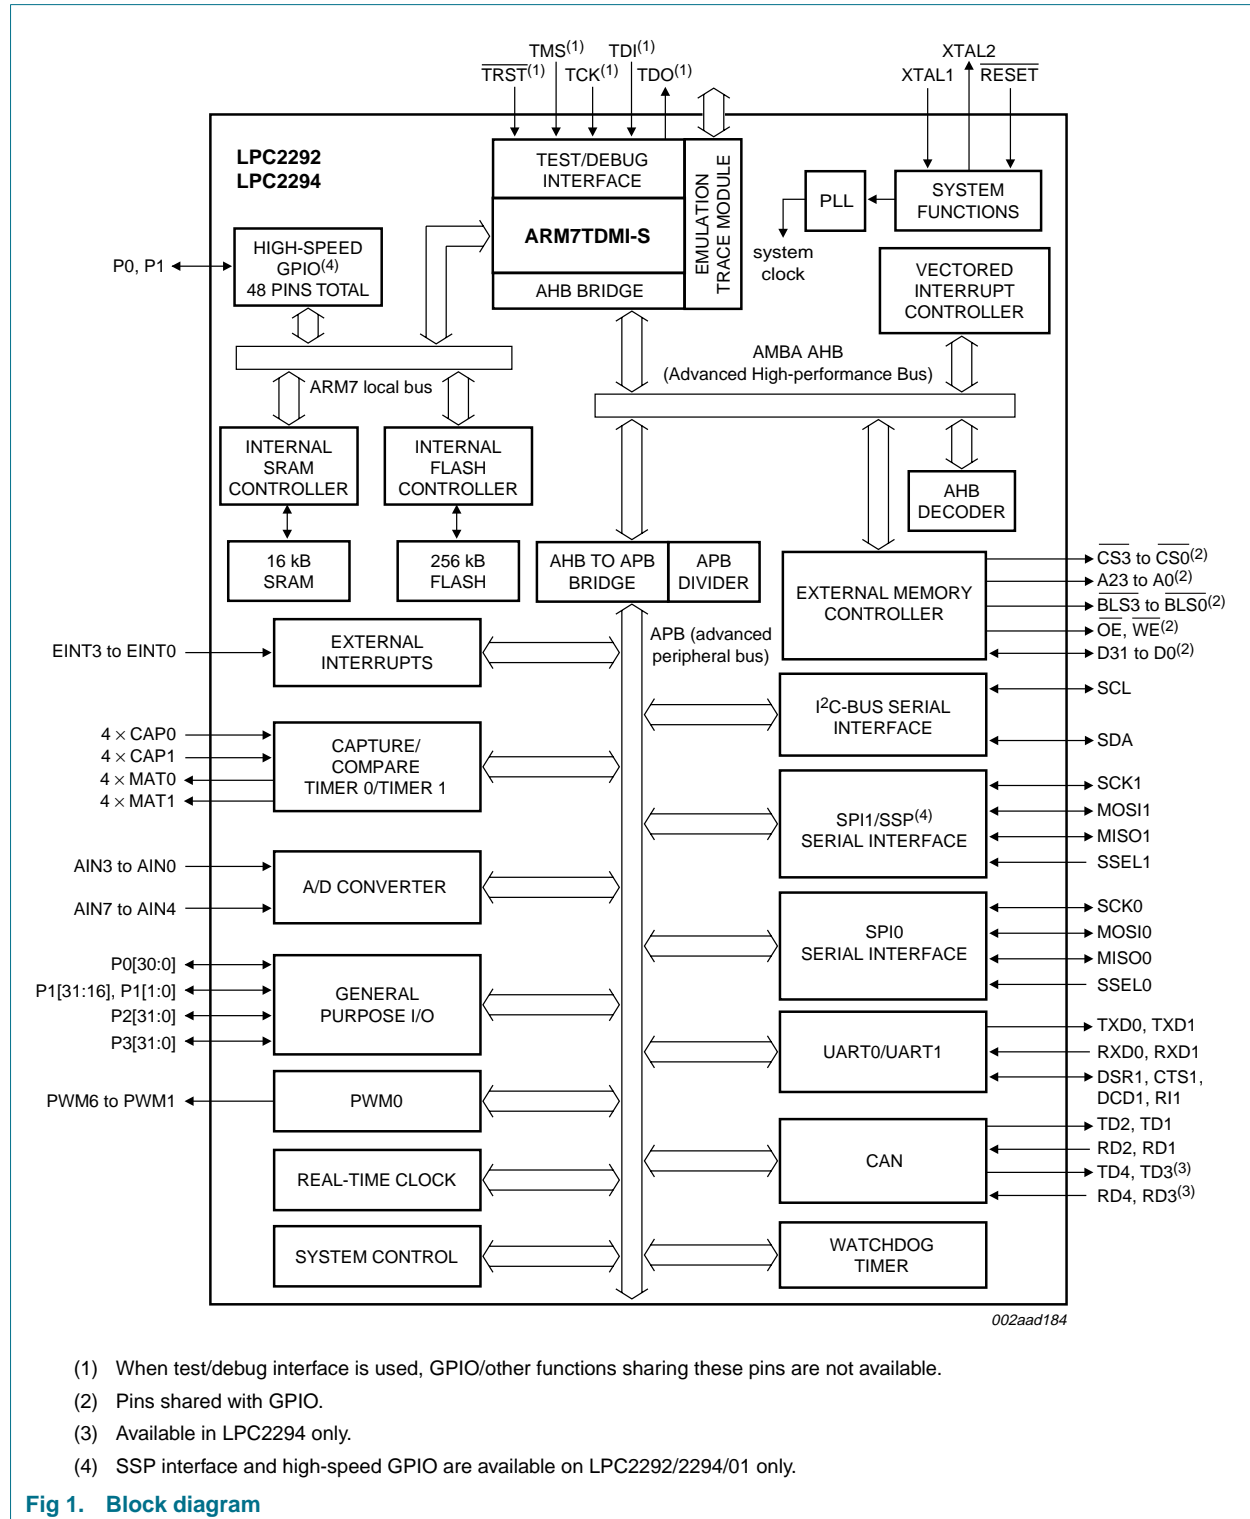 TMS(1) TDI(1) XTAL2
TRST(1) TCK(1) TDO(1) XTAL1 RESET
LPC2292
LPC2294
TEST/DEBUG
INTERFACE
ARM7TDMI-S
AHB BRIDGE
EMULATION
TRACE MODULE
PLL
SYSTEM
FUNCTIONS
system
clock
P0, P1
HIGH-SPEED
GPIO(4)
48 PINS TOTAL
VECTORED
INTERRUPT
CONTROLLER
ARM7 local bus
AMBA AHB
(Advanced High-performance Bus)
INTERNAL
SRAM
CONTROLLER
INTERNAL
FLASH
CONTROLLER
AHB
DECODER
16 kB
SRAM
256 kB
FLASH
AHB TO APB
BRIDGE
APB
DIVIDER
EXTERNAL MEMORY
CONTROLLER
CS3 to CS0(2)
A23 to A0(2)
BLS3 to BLS0(2)
OE, WE(2)
D31 to D0(2)
APB (advanced
peripheral bus)
EINT3 to EINT0
EXTERNAL
INTERRUPTS
I2C-BUS SERIAL
INTERFACE
SCL
SDA
4 × CAP0
4 × CAP1
4 × MAT0
4 × MAT1
CAPTURE/
COMPARE
TIMER 0/TIMER 1
SPI1/SSP(4)
SERIAL INTERFACE
SCK1
MOSI1
MISO1
SSEL1
AIN3 to AIN0
AIN7 to AIN4
A/D CONVERTER
SPI0
SERIAL INTERFACE
SCK0
MOSI0
MISO0
SSEL0
P0[30:0]
P1[31:16], P1[1:0]
P2[31:0]
P3[31:0]
GENERAL
PURPOSE I/O
UART0/UART1
TXD0, TXD1
RXD0, RXD1
DSR1, CTS1,
DCD1, RI1
PWM6 to PWM1
PWM0
CAN
TD2, TD1
RD2, RD1
TD4, TD3(3)
RD4, RD3(3)
REAL-TIME CLOCK
SYSTEM CONTROL
WATCHDOG
TIMER
002aad184
(1) When test/debug interface is used, GPIO/other functions sharing these pins are not available.
(2) Pins shared with GPIO.
(3) Available in LPC2294 only.
(4) SSP interface and high-speed GPIO are available on LPC2292/2294/01 only.
Fig 1. Block diagram